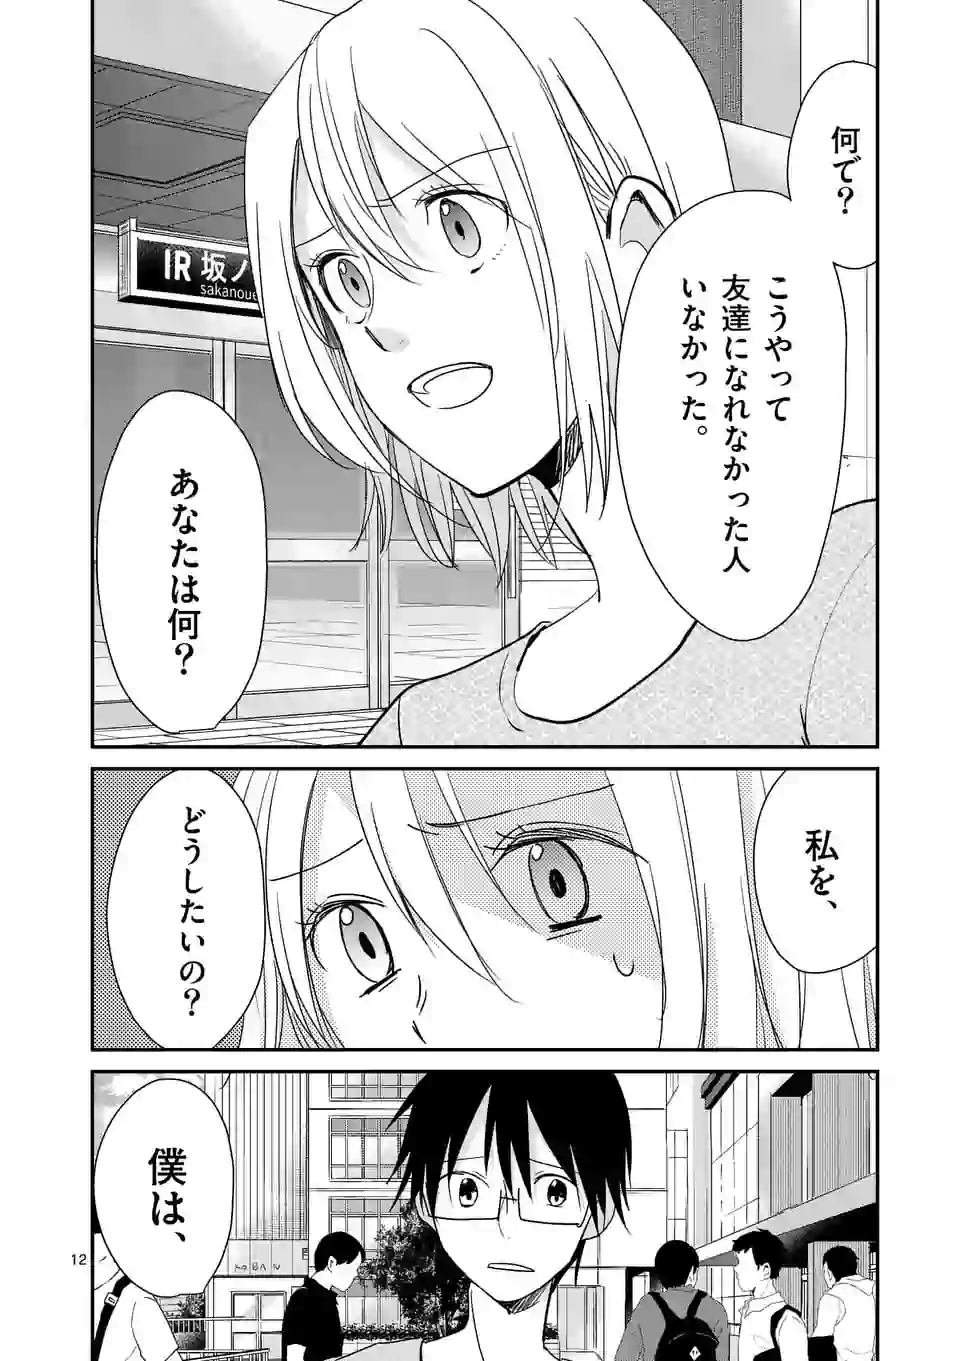 何で?
こうやって
友達になれなかった人
いなかった。
IR 坂ノ
sakanoue
あなたは何?
私を、
どうしたいの?
僕は、
KOBAN
12